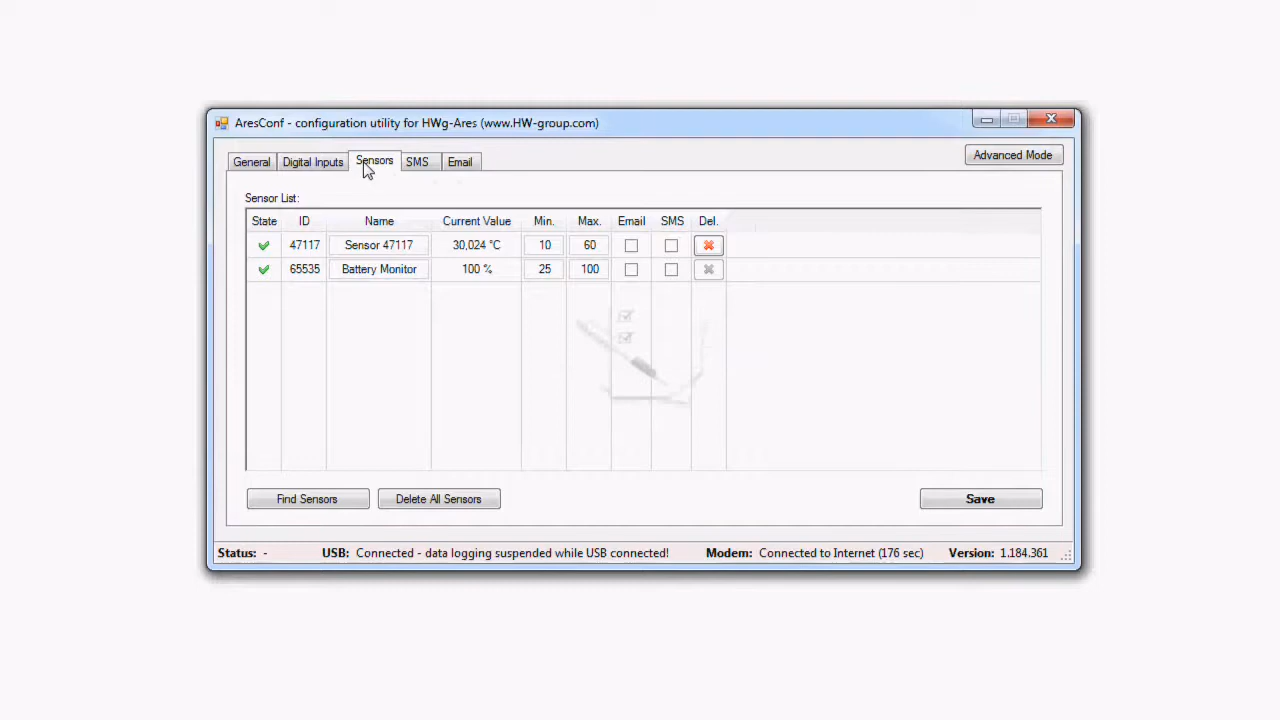 AresConf - configuration utility for HWg-Ares (www.HW-group.com)
General Digital Inputs Sensors SMS Email Advanced Mode
Sensor List:
State ID Name Current Value Min. Max. Email SMS Del.
47117 Sensor 47117 30,024 °C 10 60
65535 Battery Monitor 100 % 25 100
Find Sensors Delete All Sensors Save
Status: - USB: Connected - data logging suspended while USB connected! Modem: Connected to Internet (176 sec) Version: 1.184.361